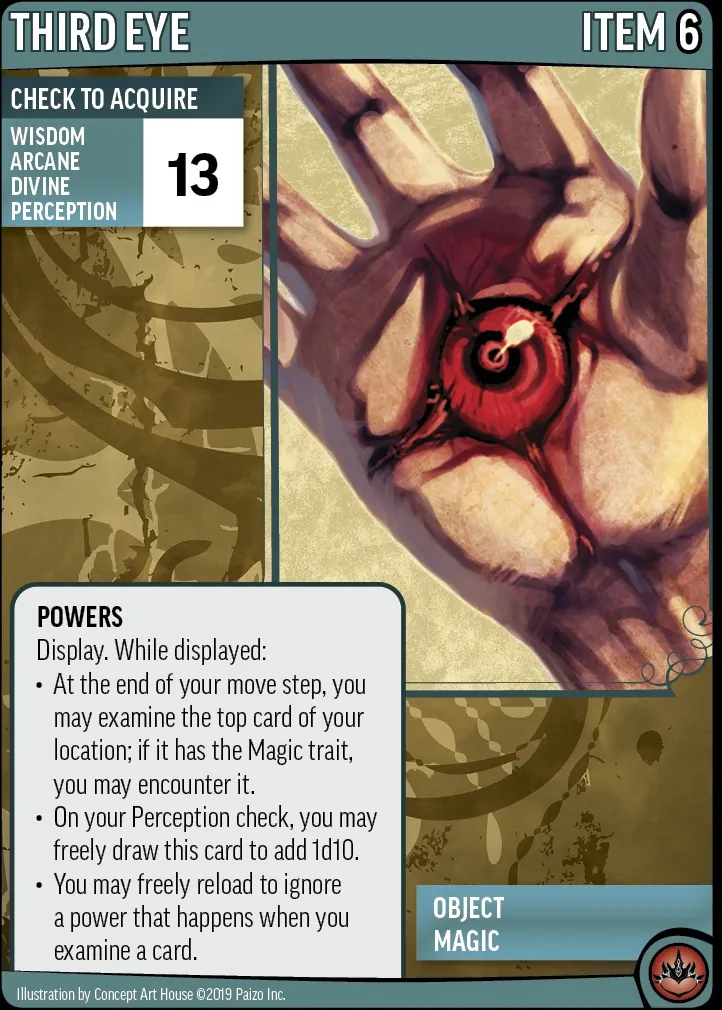 THIRD EYE
ITEM 6
CHECK TO ACQUIRE
WISDOM
ARCANE
DIVINE
PERCEPTION
13
POWERS
Display. While displayed:
• At the end of your move step, you
may examine the top card of your
location; if it has the Magic trait,
you may encounter it.
• On your Perception check, you may
freely draw this card to add 1d10.
• You may freely reload to ignore
a power that happens when you
examine a card.
OBJECT
MAGIC
Illustration by Concept Art House ©2019 Paizo Inc.